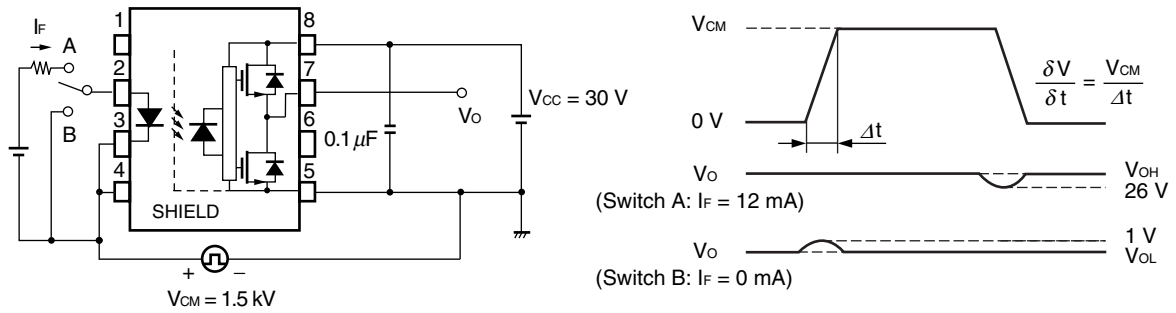 IF
A
B
1
2
3
4
8
7
6
5
SHIELD
0.1 μF
VO
VCC = 30 V
+ −
VCM = 1.5 kV
VCM
0 V
Δt
δV/δt = VCM/Δt
VO
(Switch A: IF = 12 mA)
VOH
26 V
VO
(Switch B: IF = 0 mA)
1 V
VOL